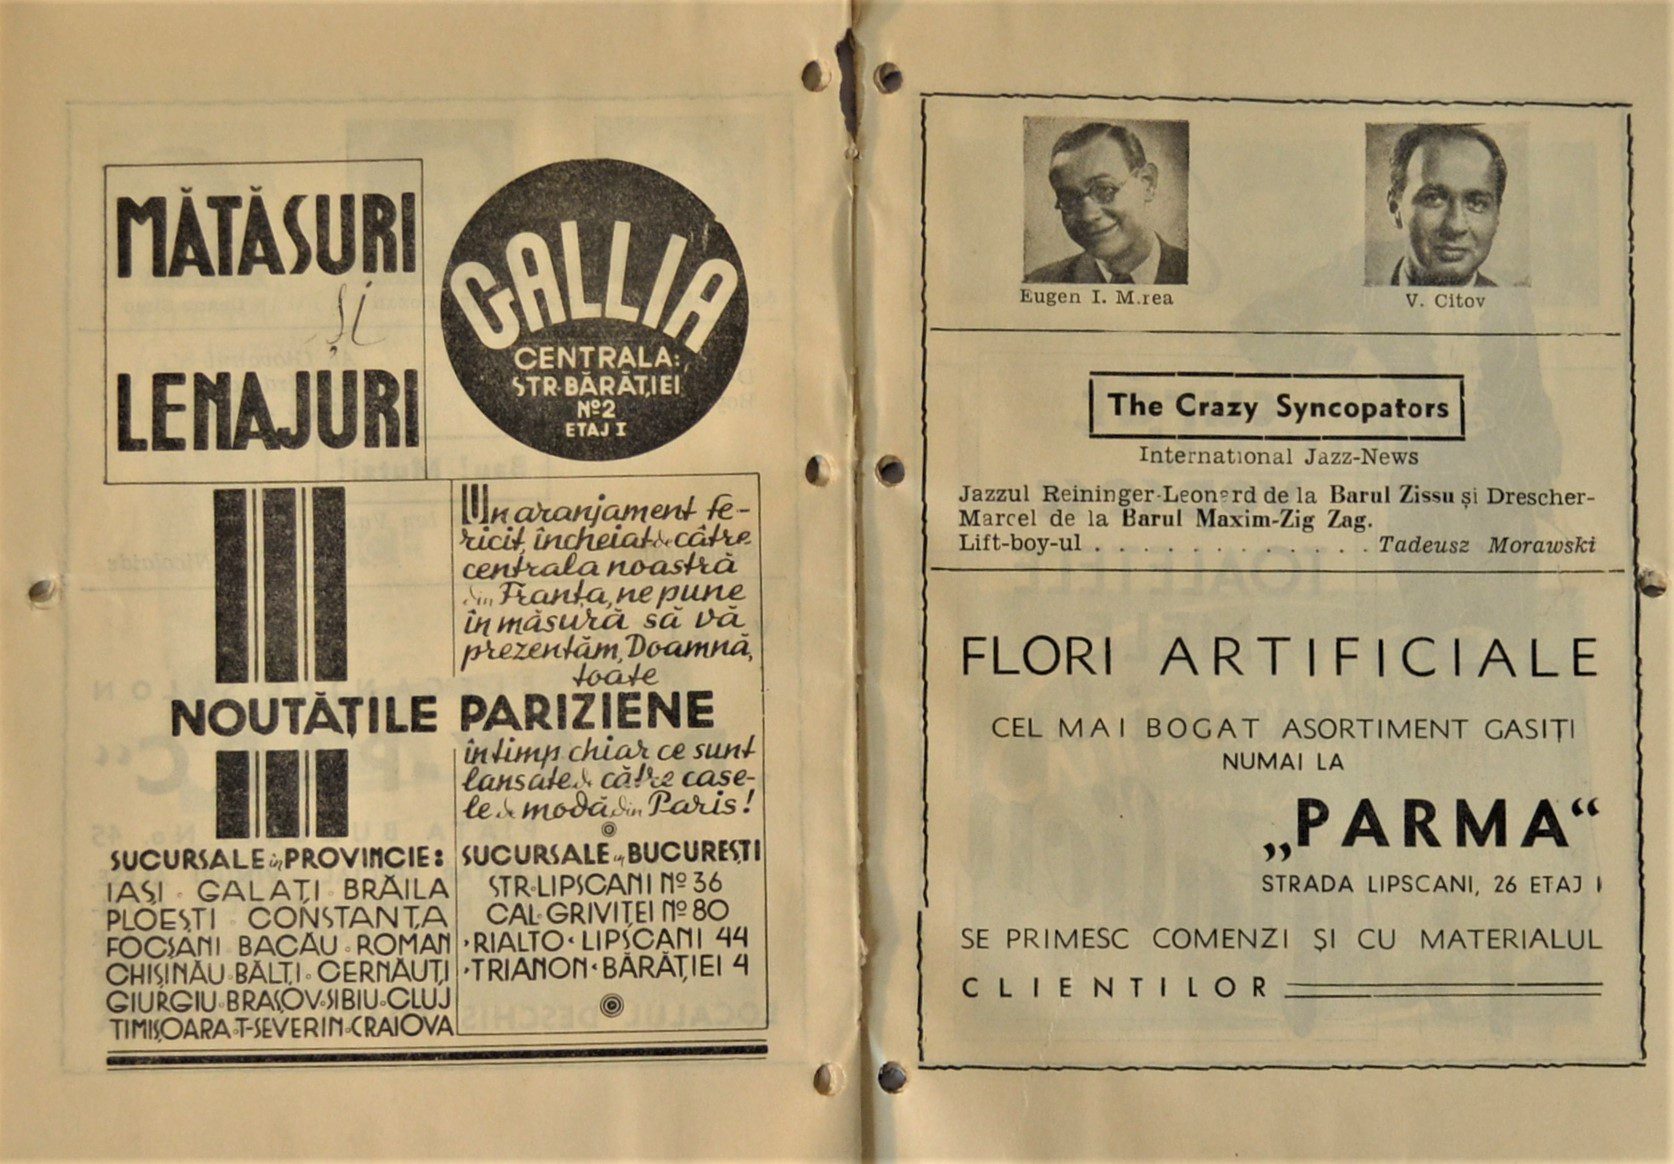 MĂTĂSURI
și
LENAJURI
GALLIA
CENTRALA:
STR·BĂRĂȚIEI
Nº2
ETAJ I
Un aranjament fe-
ricit, încheiat de către
centrala noastră
din Franța, ne pune
în măsură să vă
prezentăm, Doamnă,
toate
NOUTĂȚILE PARIZIENE
în timp chiar ce sunt
lansate de către case-
le de modă din Paris!
SUCURSALE în PROVINCIE:
IAȘI · GALAȚI · BRĂILA
PLOEȘTI · CONSTANȚA
FOCȘANI · BACĂU · ROMAN
CHIȘINĂU · BĂLȚI · CERNĂUȚI
GIURGIU · BRAȘOV · SIBIU · CLUJ
TIMIȘOARA · T-SEVERIN · CRAIOVA
SUCURSALE în BUCUREȘTI
STR·LIPSCANI Nº 36
CAL·GRIVIȚEI Nº 80
·RIALTO· LIPȘCANI 44
·TRIANON· BĂRĂȚIEI 4
Eugen I. M.rea
V. Citov
The Crazy Syncopators
International Jazz-News
Jazzul Reininger-Leonard de la Barul Zissu și Drescher-
Marcel de la Barul Maxim-Zig Zag.
Lift-boy-ul . . . . . . . . . . . . . Tadeusz Morawski
FLORI ARTIFICIALE
CEL MAI BOGAT ASORTIMENT GASIȚI
NUMAI LA
„PARMA“
STRADA LIPSCANI, 26 ETAJ I
SE PRIMESC COMENZI ȘI CU MATERIALUL
CLIENTILOR